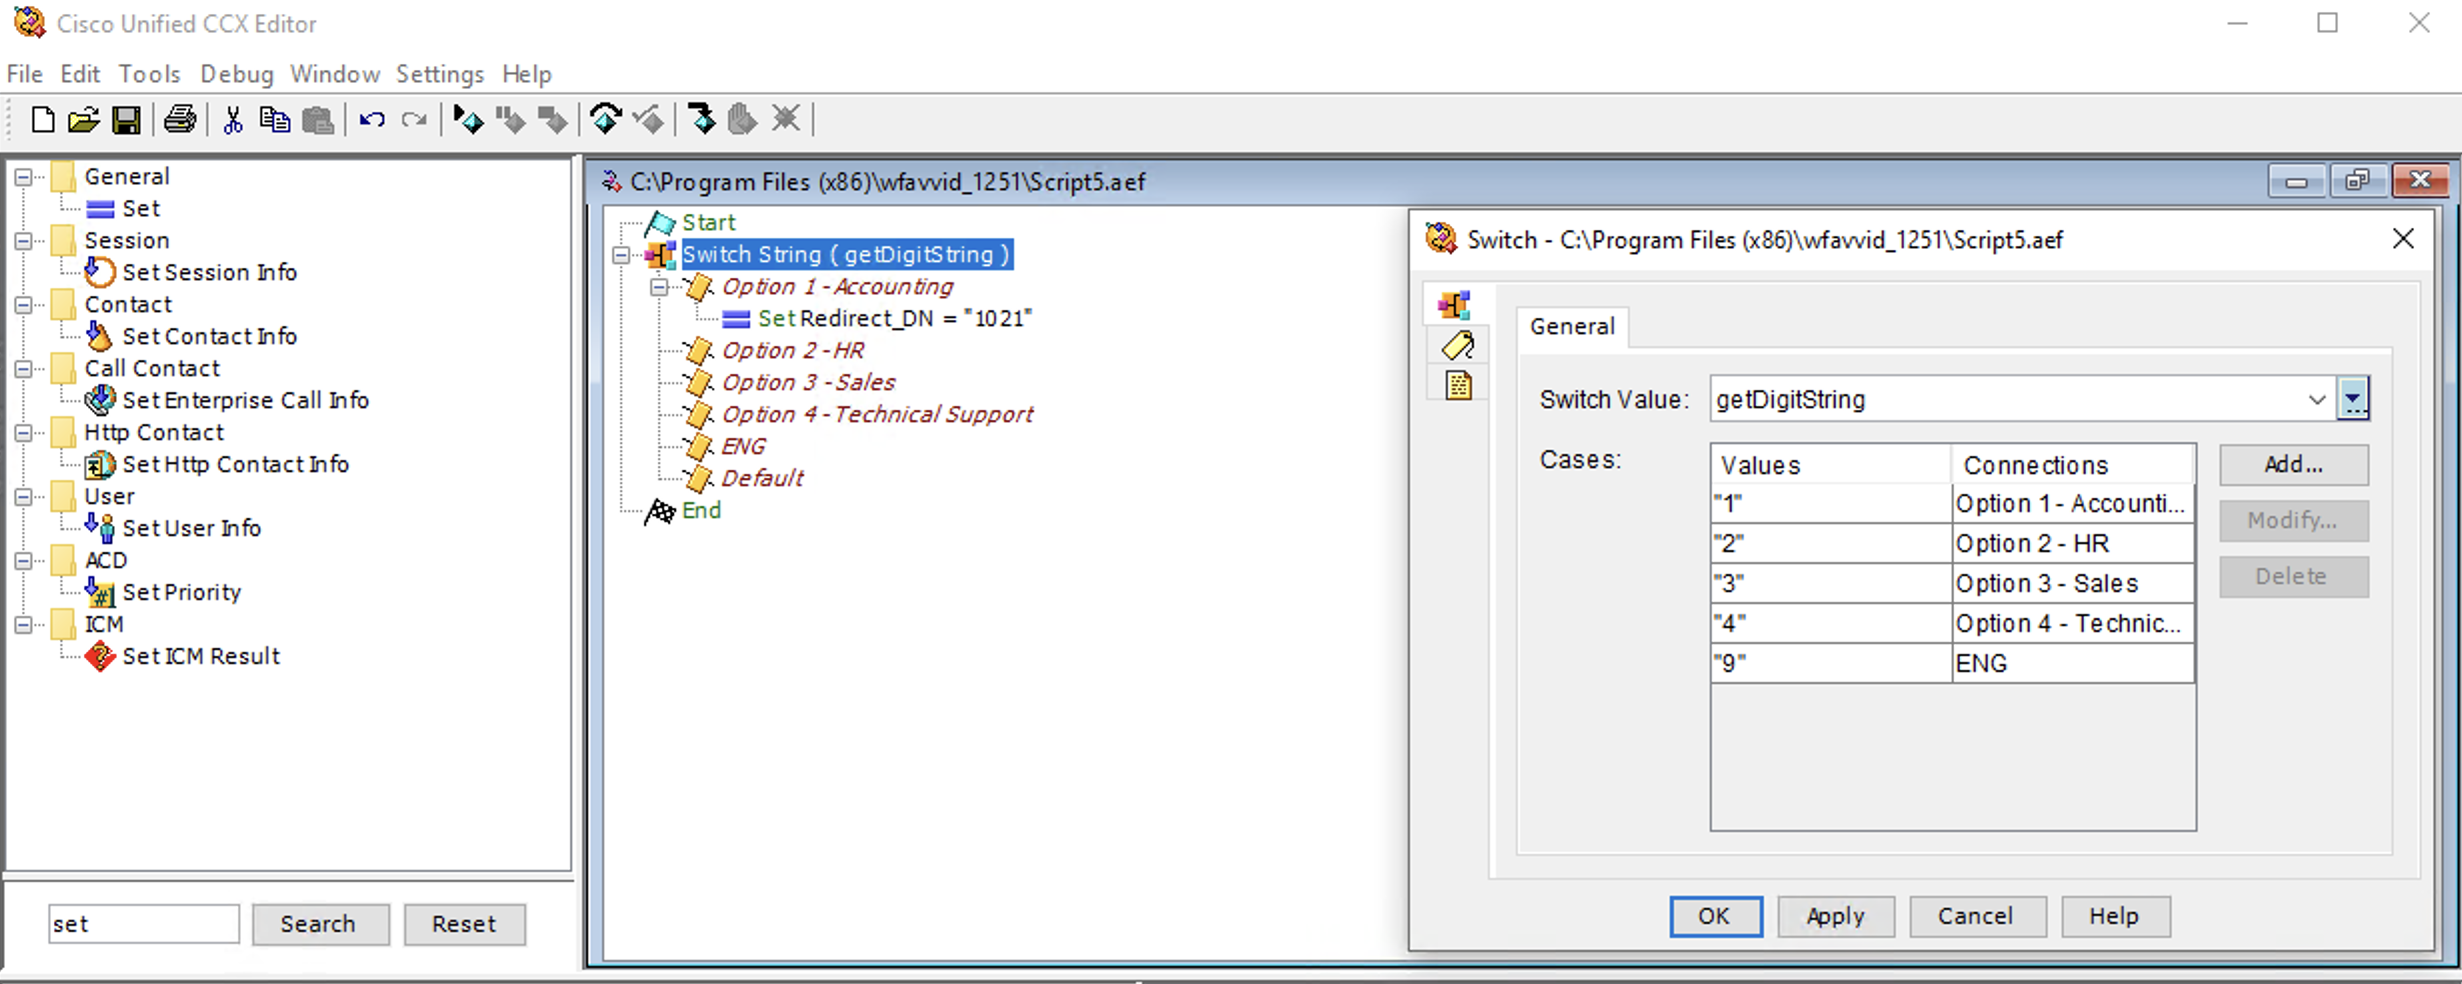 Cisco Unified CCX Editor
File Edit Tools Debug Window Settings Help
General
Set
Session
Set Session Info
Contact
Set Contact Info
Call Contact
Set Enterprise Call Info
Http Contact
Set Http Contact Info
User
Set User Info
ACD
Set Priority
ICM
Set ICM Result
set
Search
Reset
C:\Program Files (x86)\wfavvid_1251\Script5.aef
Start
Switch String ( getDigitString )
Option 1 - Accounting
Set Redirect_DN = "1021"
Option 2 - HR
Option 3 - Sales
Option 4 - Technical Support
ENG
Default
End
Switch - C:\Program Files (x86)\wfavvid_1251\Script5.aef
General
Switch Value: getDigitString
Cases:
Values Connections
"1" Option 1 - Accounti...
"2" Option 2 - HR
"3" Option 3 - Sales
"4" Option 4 - Technic...
"9" ENG
Add...
Modify...
Delete
OK Apply Cancel Help